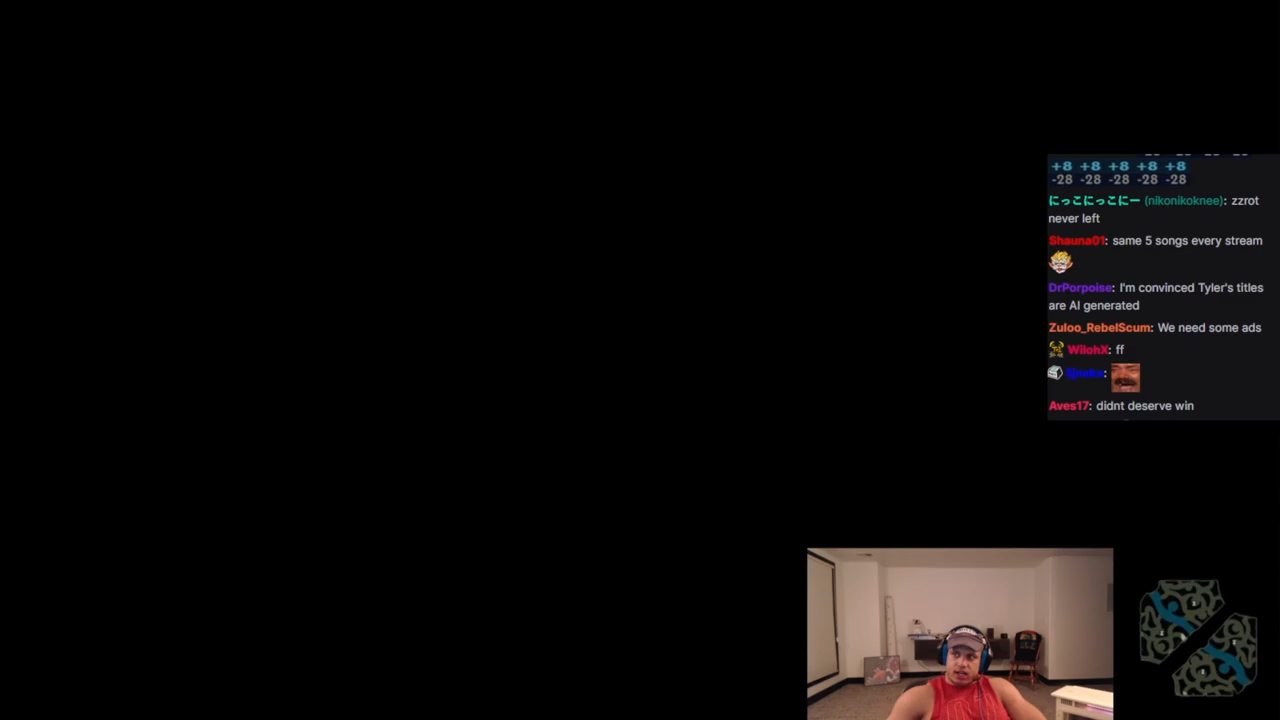 +8 +8 +8 +8 +8
-28 -28 -28 -28 -28
にっこにっこにー (nikonikoknee): zzrot
never left
Shauna01: same 5 songs every stream
DrPorpoise: I'm convinced Tyler's titles
are AI generated
Zuloo_RebelScum: We need some ads
WilohX: ff
Aves17: didnt deserve win